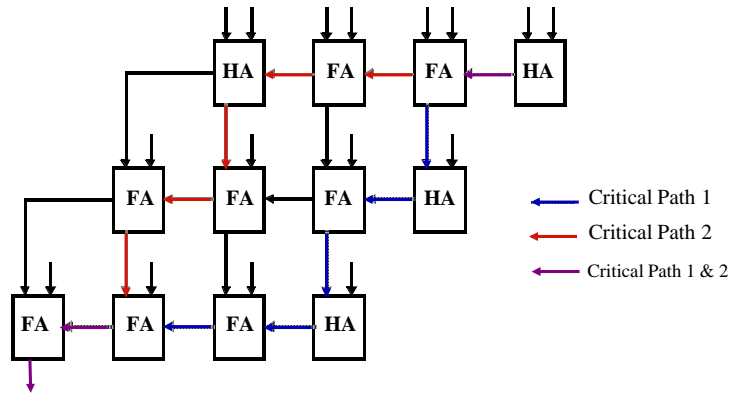 HA FA FA HA
FA FA FA HA
Critical Path 1
Critical Path 2
Critical Path 1 & 2
FA FA FA HA